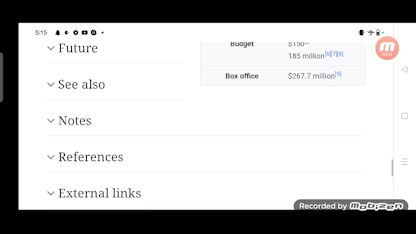 5:15
Future
Budget
$150–
185 million[6][7][8]
See also
Box office
$267.7 million[9]
Notes
References
External links
Recorded by mobizen